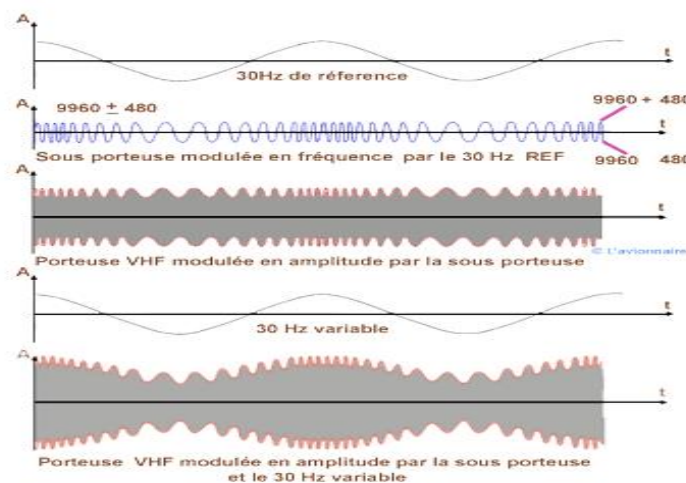 A
t
30Hz de réference
A
9960 ± 480
9960 + 480
t
Sous porteuse modulée en fréquence par le 30 Hz REF
9960 480
A
t
© L'avionnaire
Porteuse VHF modulée en amplitude par la sous porteuse
A
t
30 Hz variable
A
t
Porteuse VHF modulée en amplitude par la sous porteuse
et le 30 Hz variable